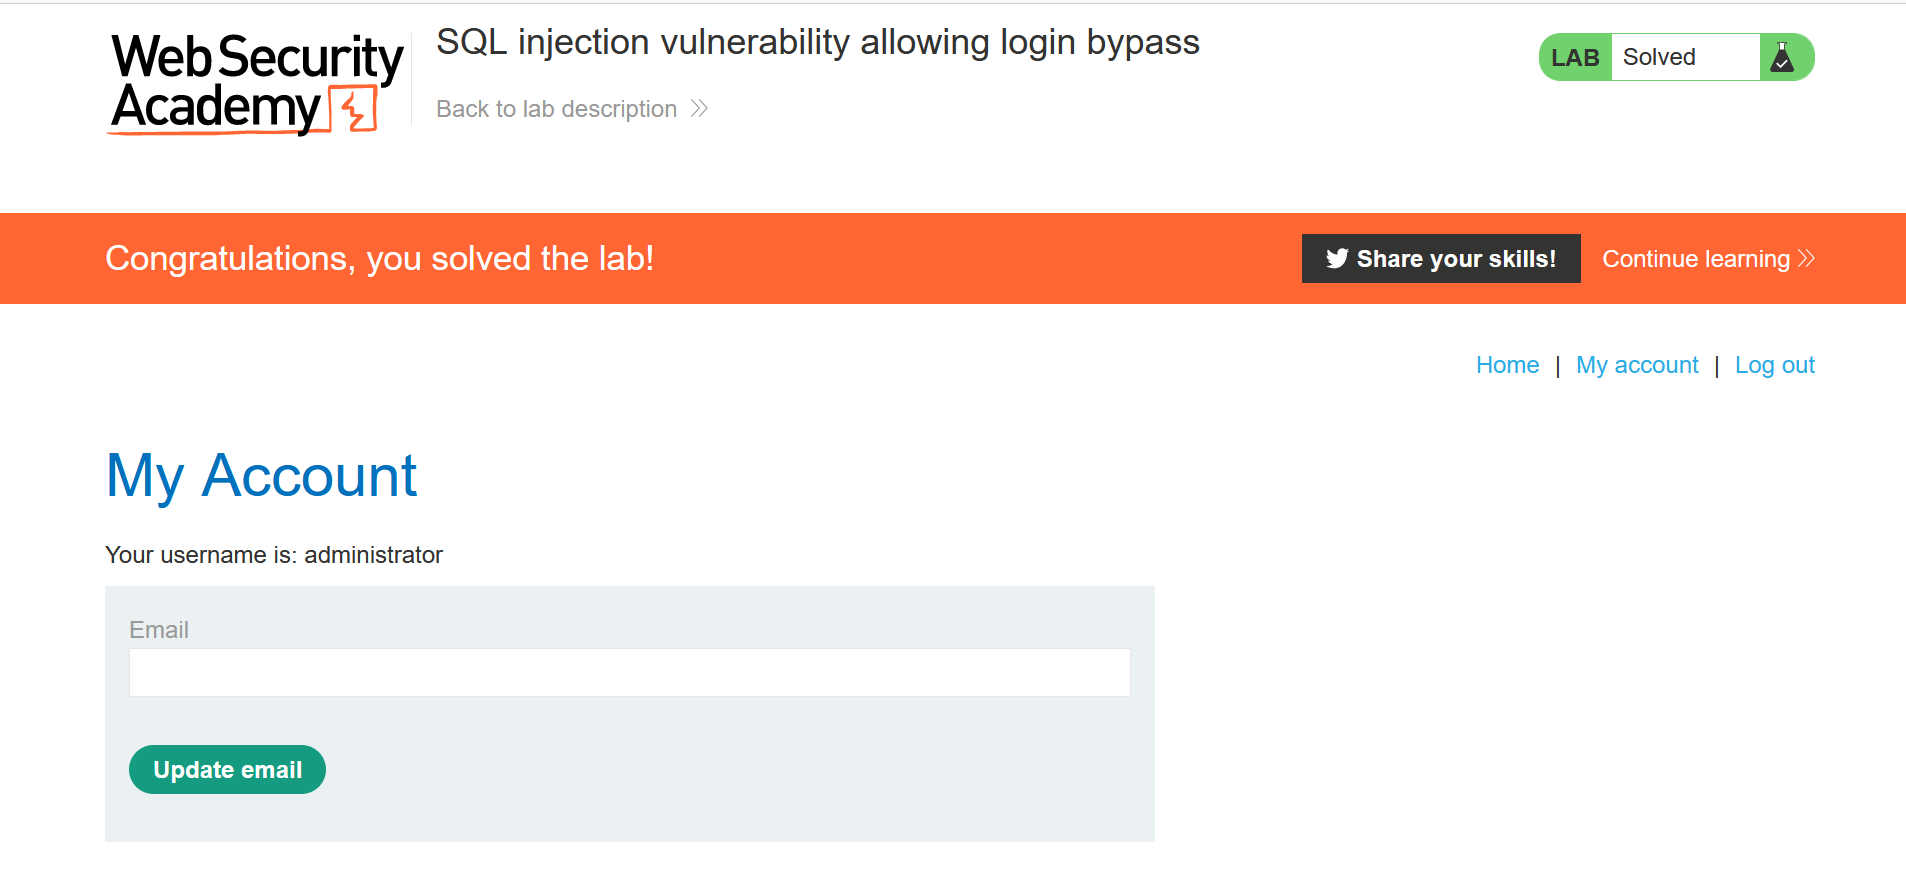 Web Security
Academy
SQL injection vulnerability allowing login bypass
Back to lab description
LAB Solved
Congratulations, you solved the lab!
Share your skills! Continue learning
Home | My account | Log out
My Account
Your username is: administrator
Email
Update email